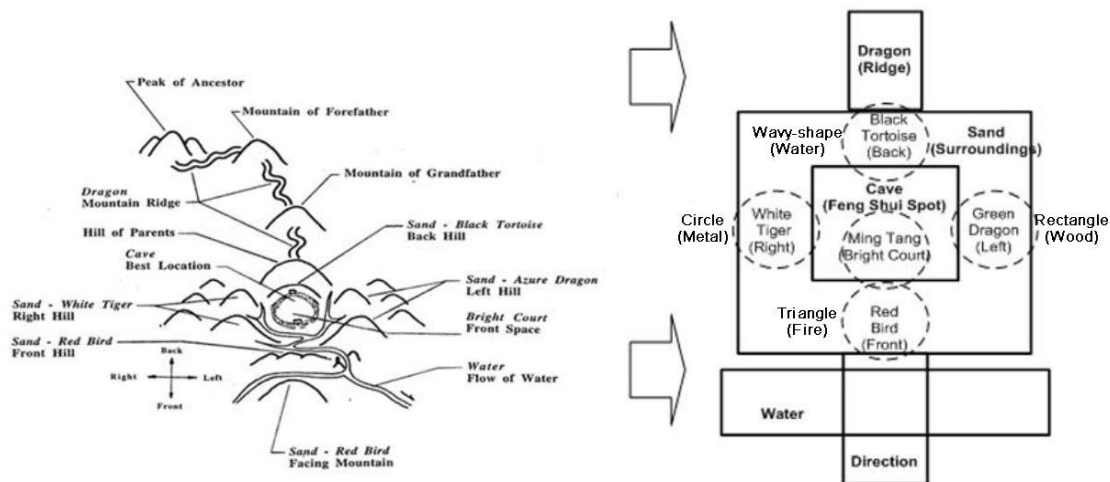 Peak of Ancestor
Mountain of Forefather
Mountain of Grandfather
Dragon
Mountain Ridge
Sand - Black Tortoise
Back Hill
Hill of Parents
Cave
Best Location
Sand - Azure Dragon
Left Hill
Sand - White Tiger
Right Hill
Bright Court
Front Space
Sand - Red Bird
Front Hill
Back
Right
Left
Front
Water
Flow of Water
Sand - Red Bird
Facing Mountain
Dragon
(Ridge)
Wavy-shape
(Water)
Black
Tortoise
(Back)
Sand
(Surroundings)
Cave
(Feng Shui Spot)
Circle
(Metal)
White
Tiger
(Right)
Ming Tang
(Bright Court)
Green
Dragon
(Left)
Rectangle
(Wood)
Triangle
(Fire)
Red
Bird
(Front)
Water
Direction